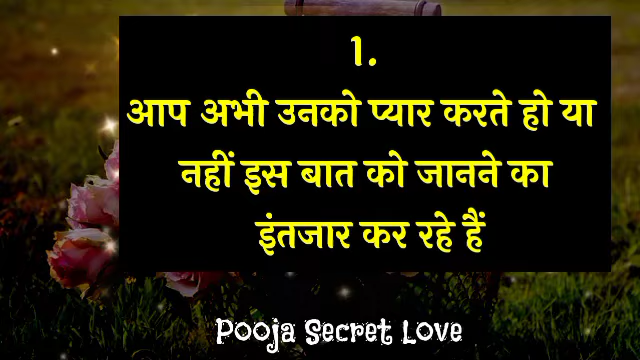 1.
आप अभी उनको प्यार करते हो या
नहीं इस बात को जानने का
इंतजार कर रहे हैं
Pooja Secret Love